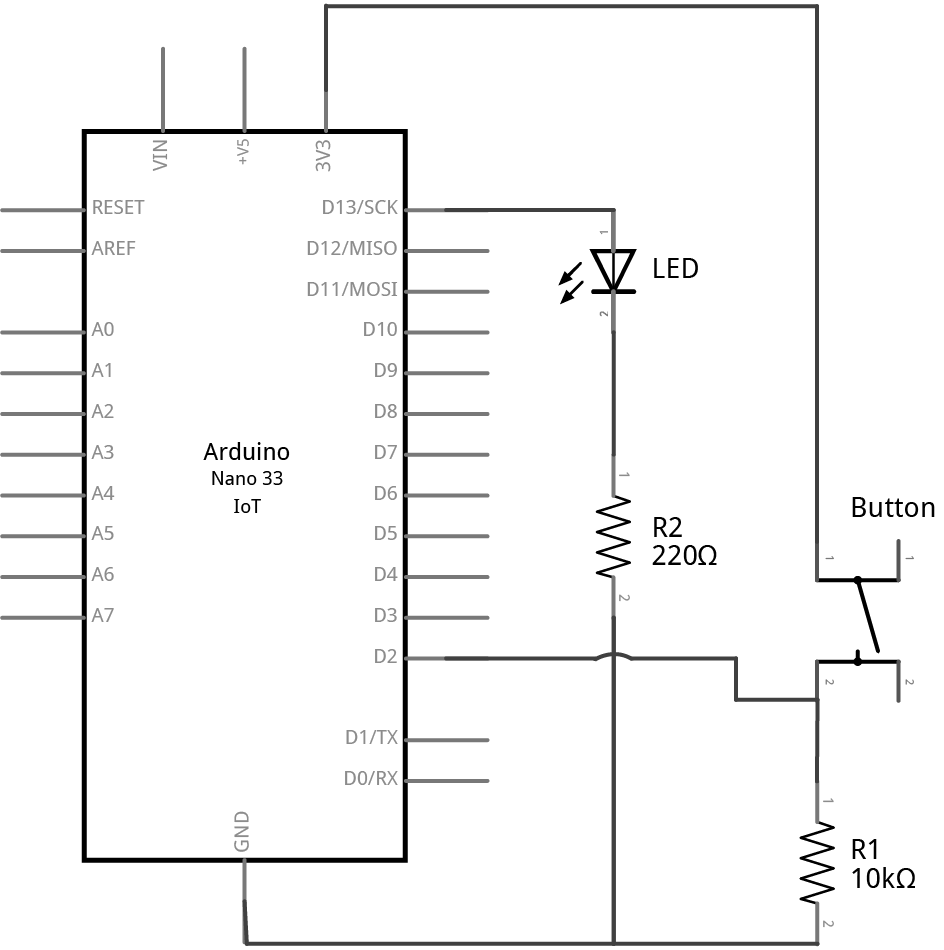 VIN
+V5
3V3
RESET
D13/SCK
1
AREF
D12/MISO
LED
D11/MOSI
2
A0
D10
A1
D9
A2
D8
A3
D7
Arduino
Nano 33
IoT
1
A4
D6
Button
A5
D5
R2
220Ω
1
1
A6
D4
2
A7
D3
D2
2
2
D1/TX
D0/RX
1
GND
R1
10kΩ
2